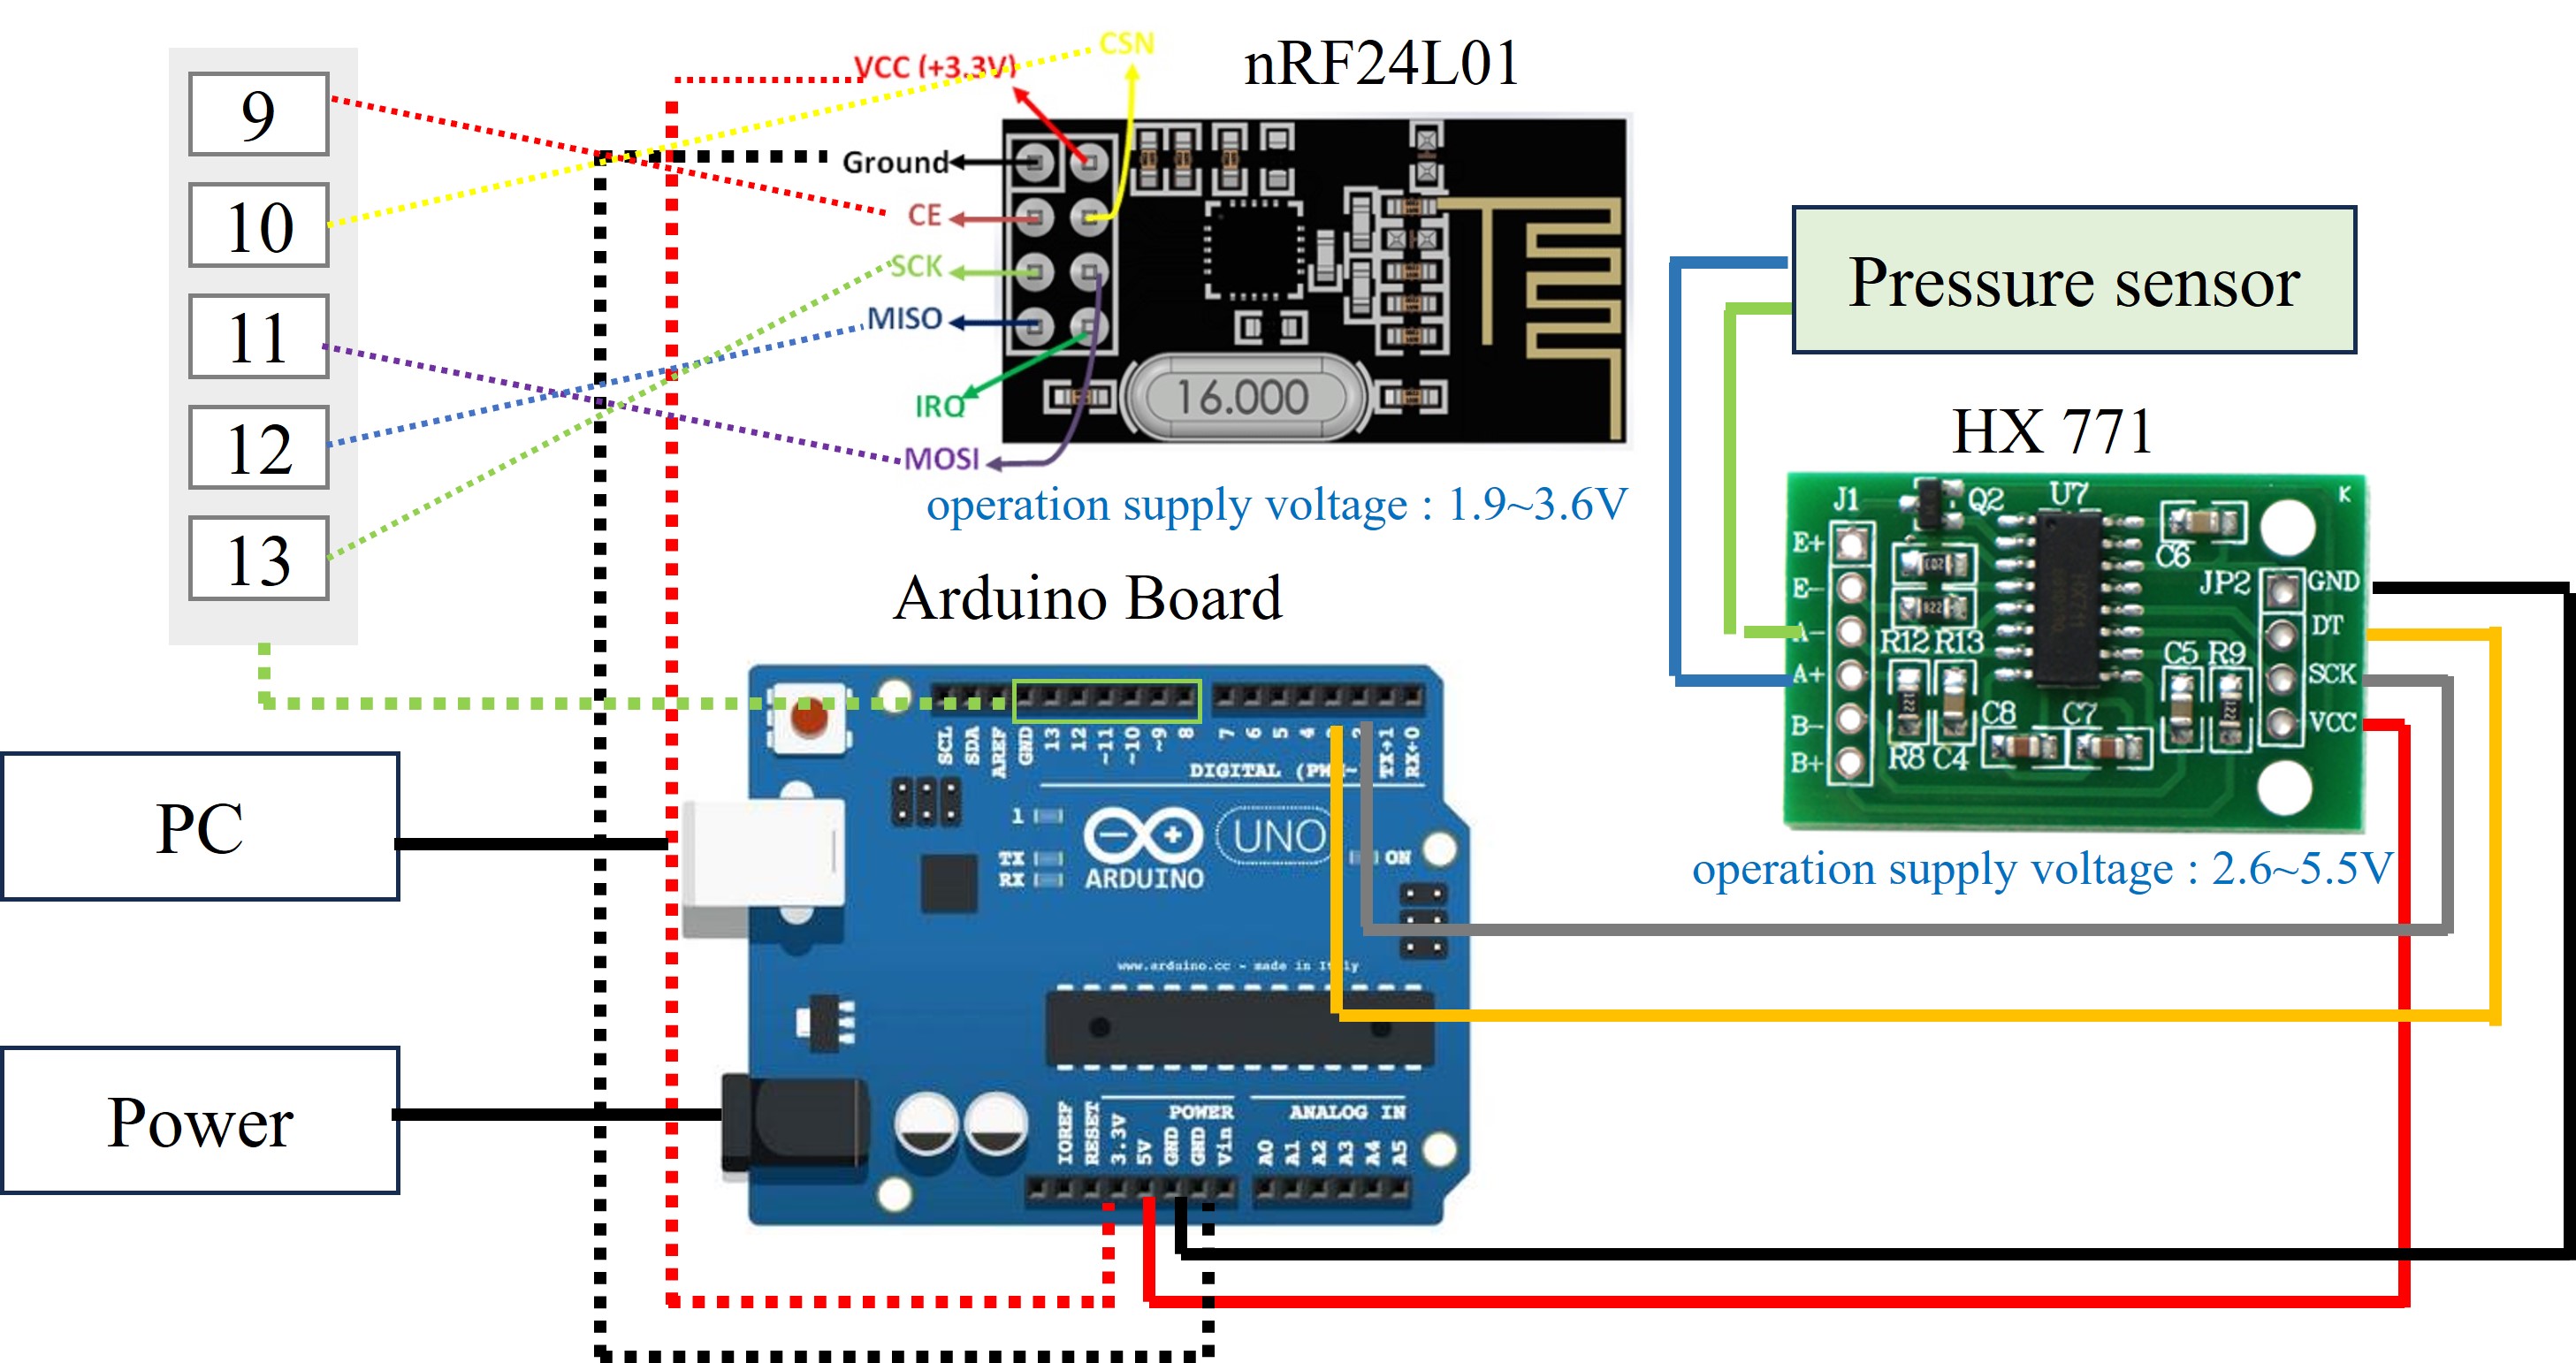 9
10
11
12
13
VCC (+3.3V)
CSN
Ground
CE
SCK
MISO
IRQ
MOSI
nRF24L01
16.000
operation supply voltage : 1.9~3.6V
Pressure sensor
HX 771
J1
Q2
U7
K
E+
E-
A-
A+
B-
B+
C6
JP2
GND
DT
SCK
VCC
R12 R13
C5 R9
C8
C7
R8 C4
122
122
122
822
operation supply voltage : 2.6~5.5V
Arduino Board
SCL
SDA
AREF
GND
13
12
~11
~10
~9
8
7
6
5
4
TX→1
RX←0
DIGITAL (PWM~)
1
TX
RX
UNO
ON
ARDUINO
www.arduino.cc - made in Italy
IOREF
RESET
3.3V
5V
GND
GND
Vin
POWER
ANALOG IN
A0
A1
A2
A3
A4
A5
PC
Power